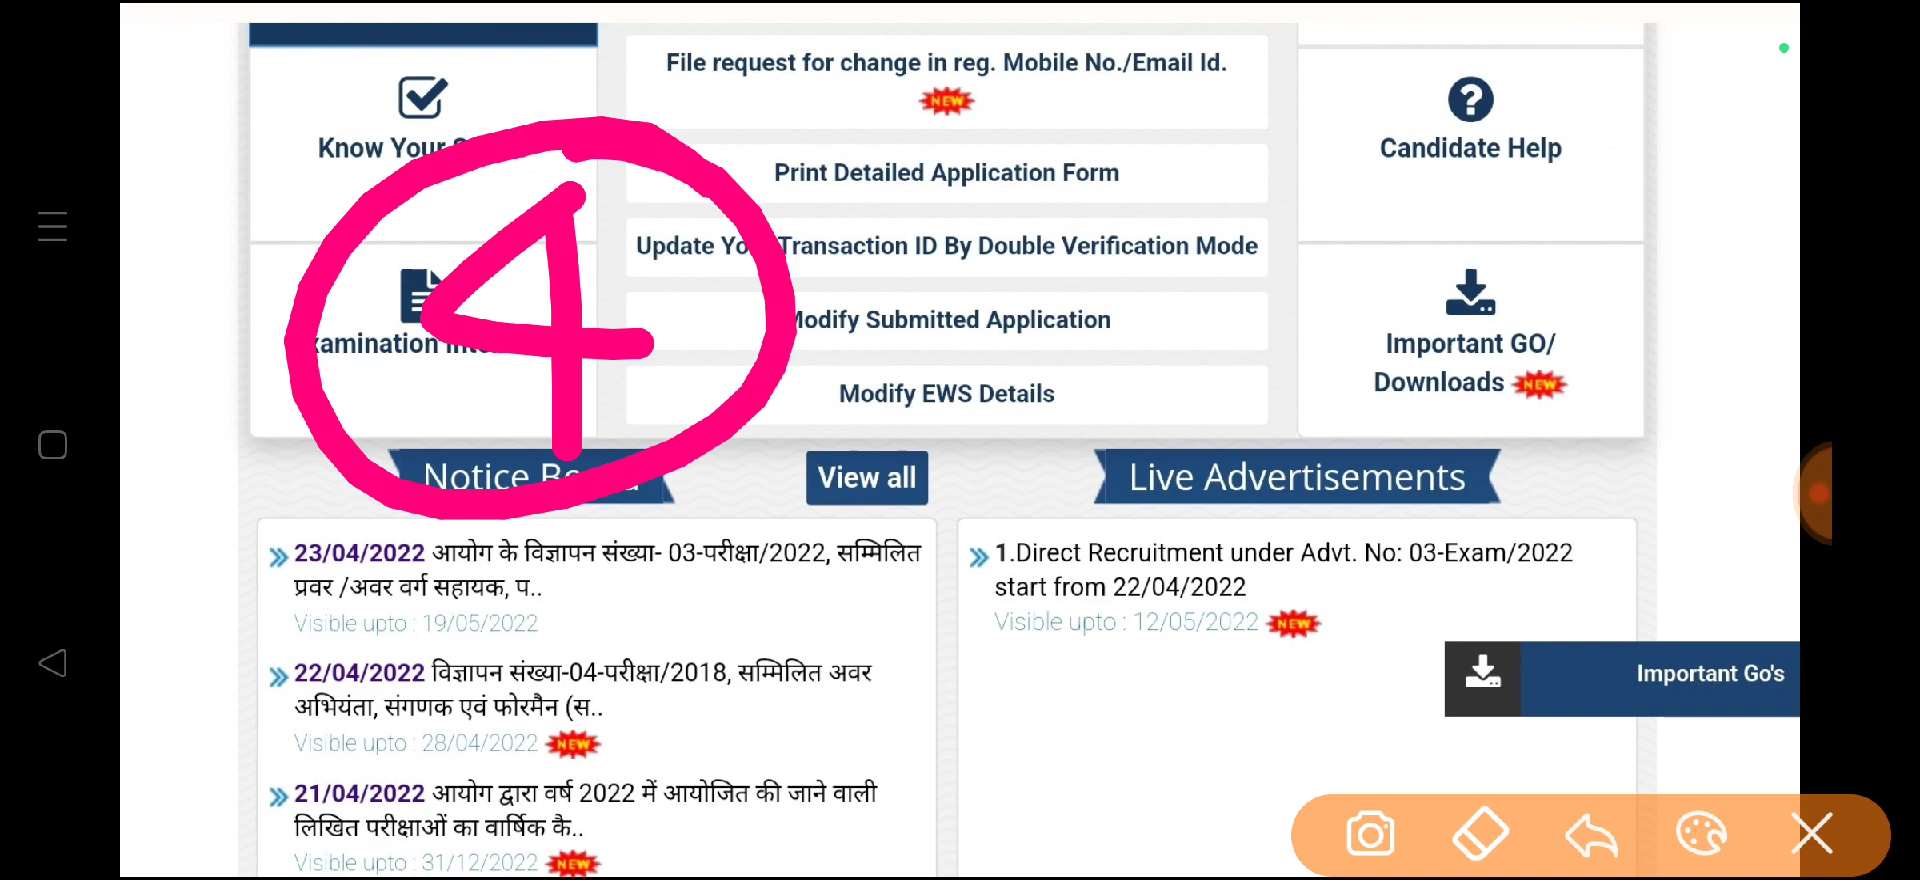 File request for change in reg. Mobile No./Email Id.
NEW
Know Your
Candidate Help
Print Detailed Application Form
Update Transaction ID By Double Verification Mode
4
Modify Submitted Application
Important GO/
Downloads NEW
Modify EWS Details
Notice
View all
Live Advertisements
23/04/2022 आयोग के विज्ञापन संख्या- 03-परीक्षा/2022, सम्मिलित
प्रवर /अवर वर्ग सहायक, प..
Visible upto : 19/05/2022
22/04/2022 विज्ञापन संख्या-04-परीक्षा/2018, सम्मिलित अवर
अभियंता, संगणक एवं फोरमैन (स..
Visible upto : 28/04/2022 NEW
21/04/2022 आयोग द्वारा वर्ष 2022 में आयोजित की जाने वाली
लिखित परीक्षाओं का वार्षिक कै..
Visible upto : 31/12/2022 NEW
1.Direct Recruitment under Advt. No: 03-Exam/2022
start from 22/04/2022
Visible upto : 12/05/2022 NEW
Important Go's